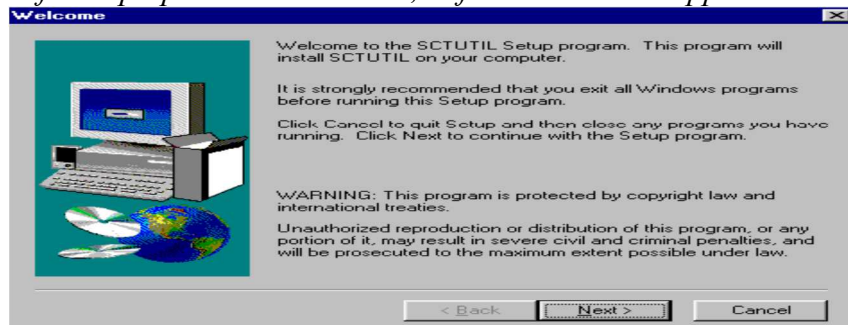 Welcome
Welcome to the SCTUTIL Setup program. This program will
install SCTUTIL on your computer.
It is strongly recommended that you exit all Windows programs
before running this Setup program.
Click Cancel to quit Setup and then close any programs you have
running. Click Next to continue with the Setup program.
WARNING: This program is protected by copyright law and
international treaties.
Unauthorized reproduction or distribution of this program, or any
portion of it, may result in severe civil and criminal penalties, and
will be prosecuted to the maximum extent possible under law.
< Back Next > Cancel